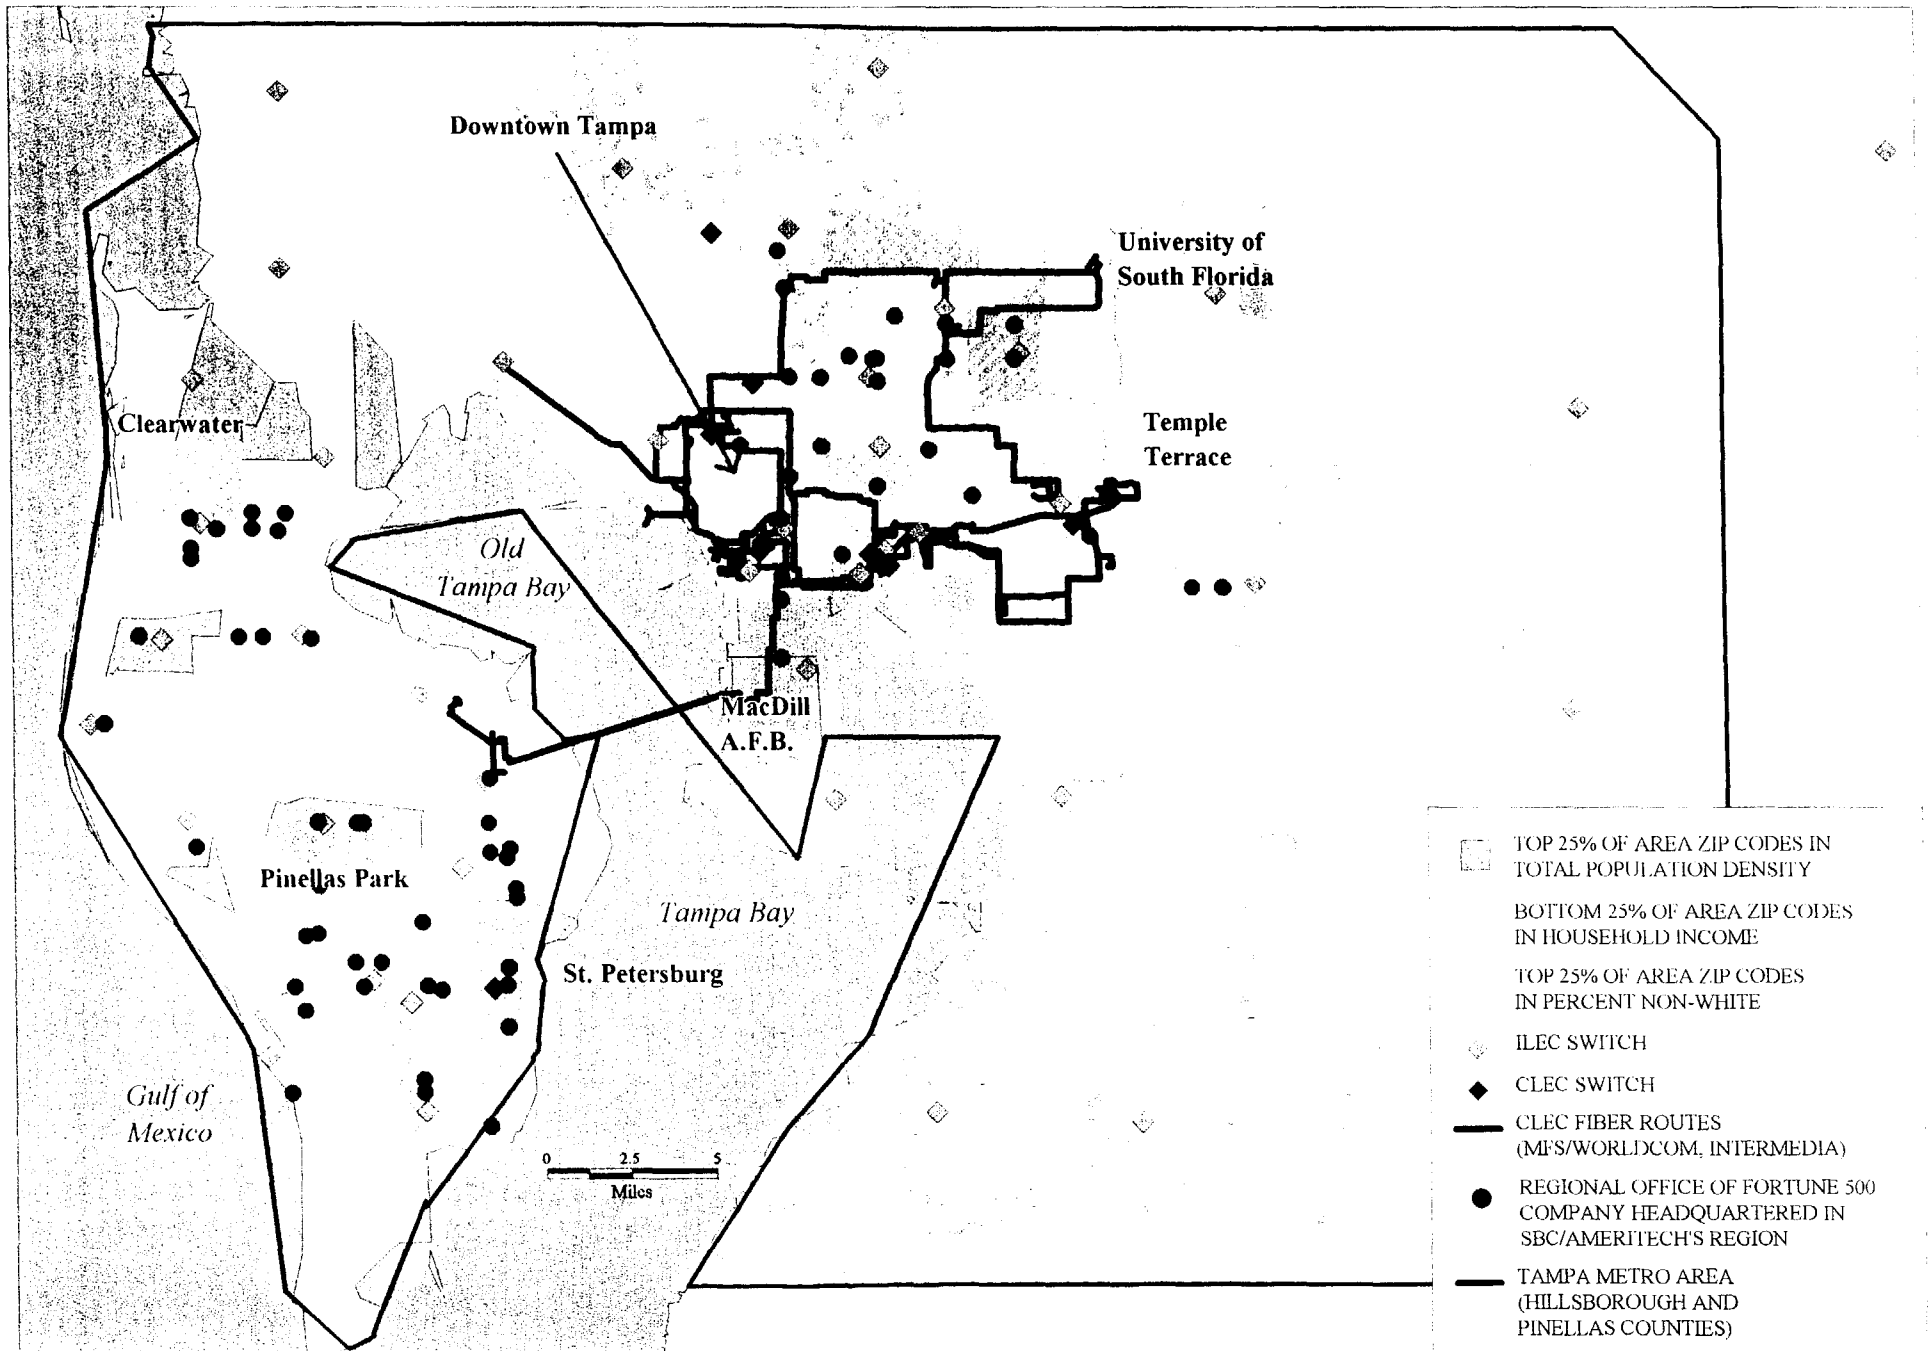 Downtown Tampa
University of
South Florida
Clearwater
Temple
Terrace
Old
Tampa Bay
MacDill
A.F.B.
Pinellas Park
Tampa Bay
St. Petersburg
Gulf of
Mexico
0 2.5 5
Miles
TOP 25% OF AREA ZIP CODES IN
TOTAL POPULATION DENSITY
BOTTOM 25% OF AREA ZIP CODES
IN HOUSEHOLD INCOME
TOP 25% OF AREA ZIP CODES
IN PERCENT NON-WHITE
ILEC SWITCH
CLEC SWITCH
CLEC FIBER ROUTES
(MFS/WORLDCOM, INTERMEDIA)
REGIONAL OFFICE OF FORTUNE 500
COMPANY HEADQUARTERED IN
SBC/AMERITECH'S REGION
TAMPA METRO AREA
(HILLSBOROUGH AND
PINELLAS COUNTIES)